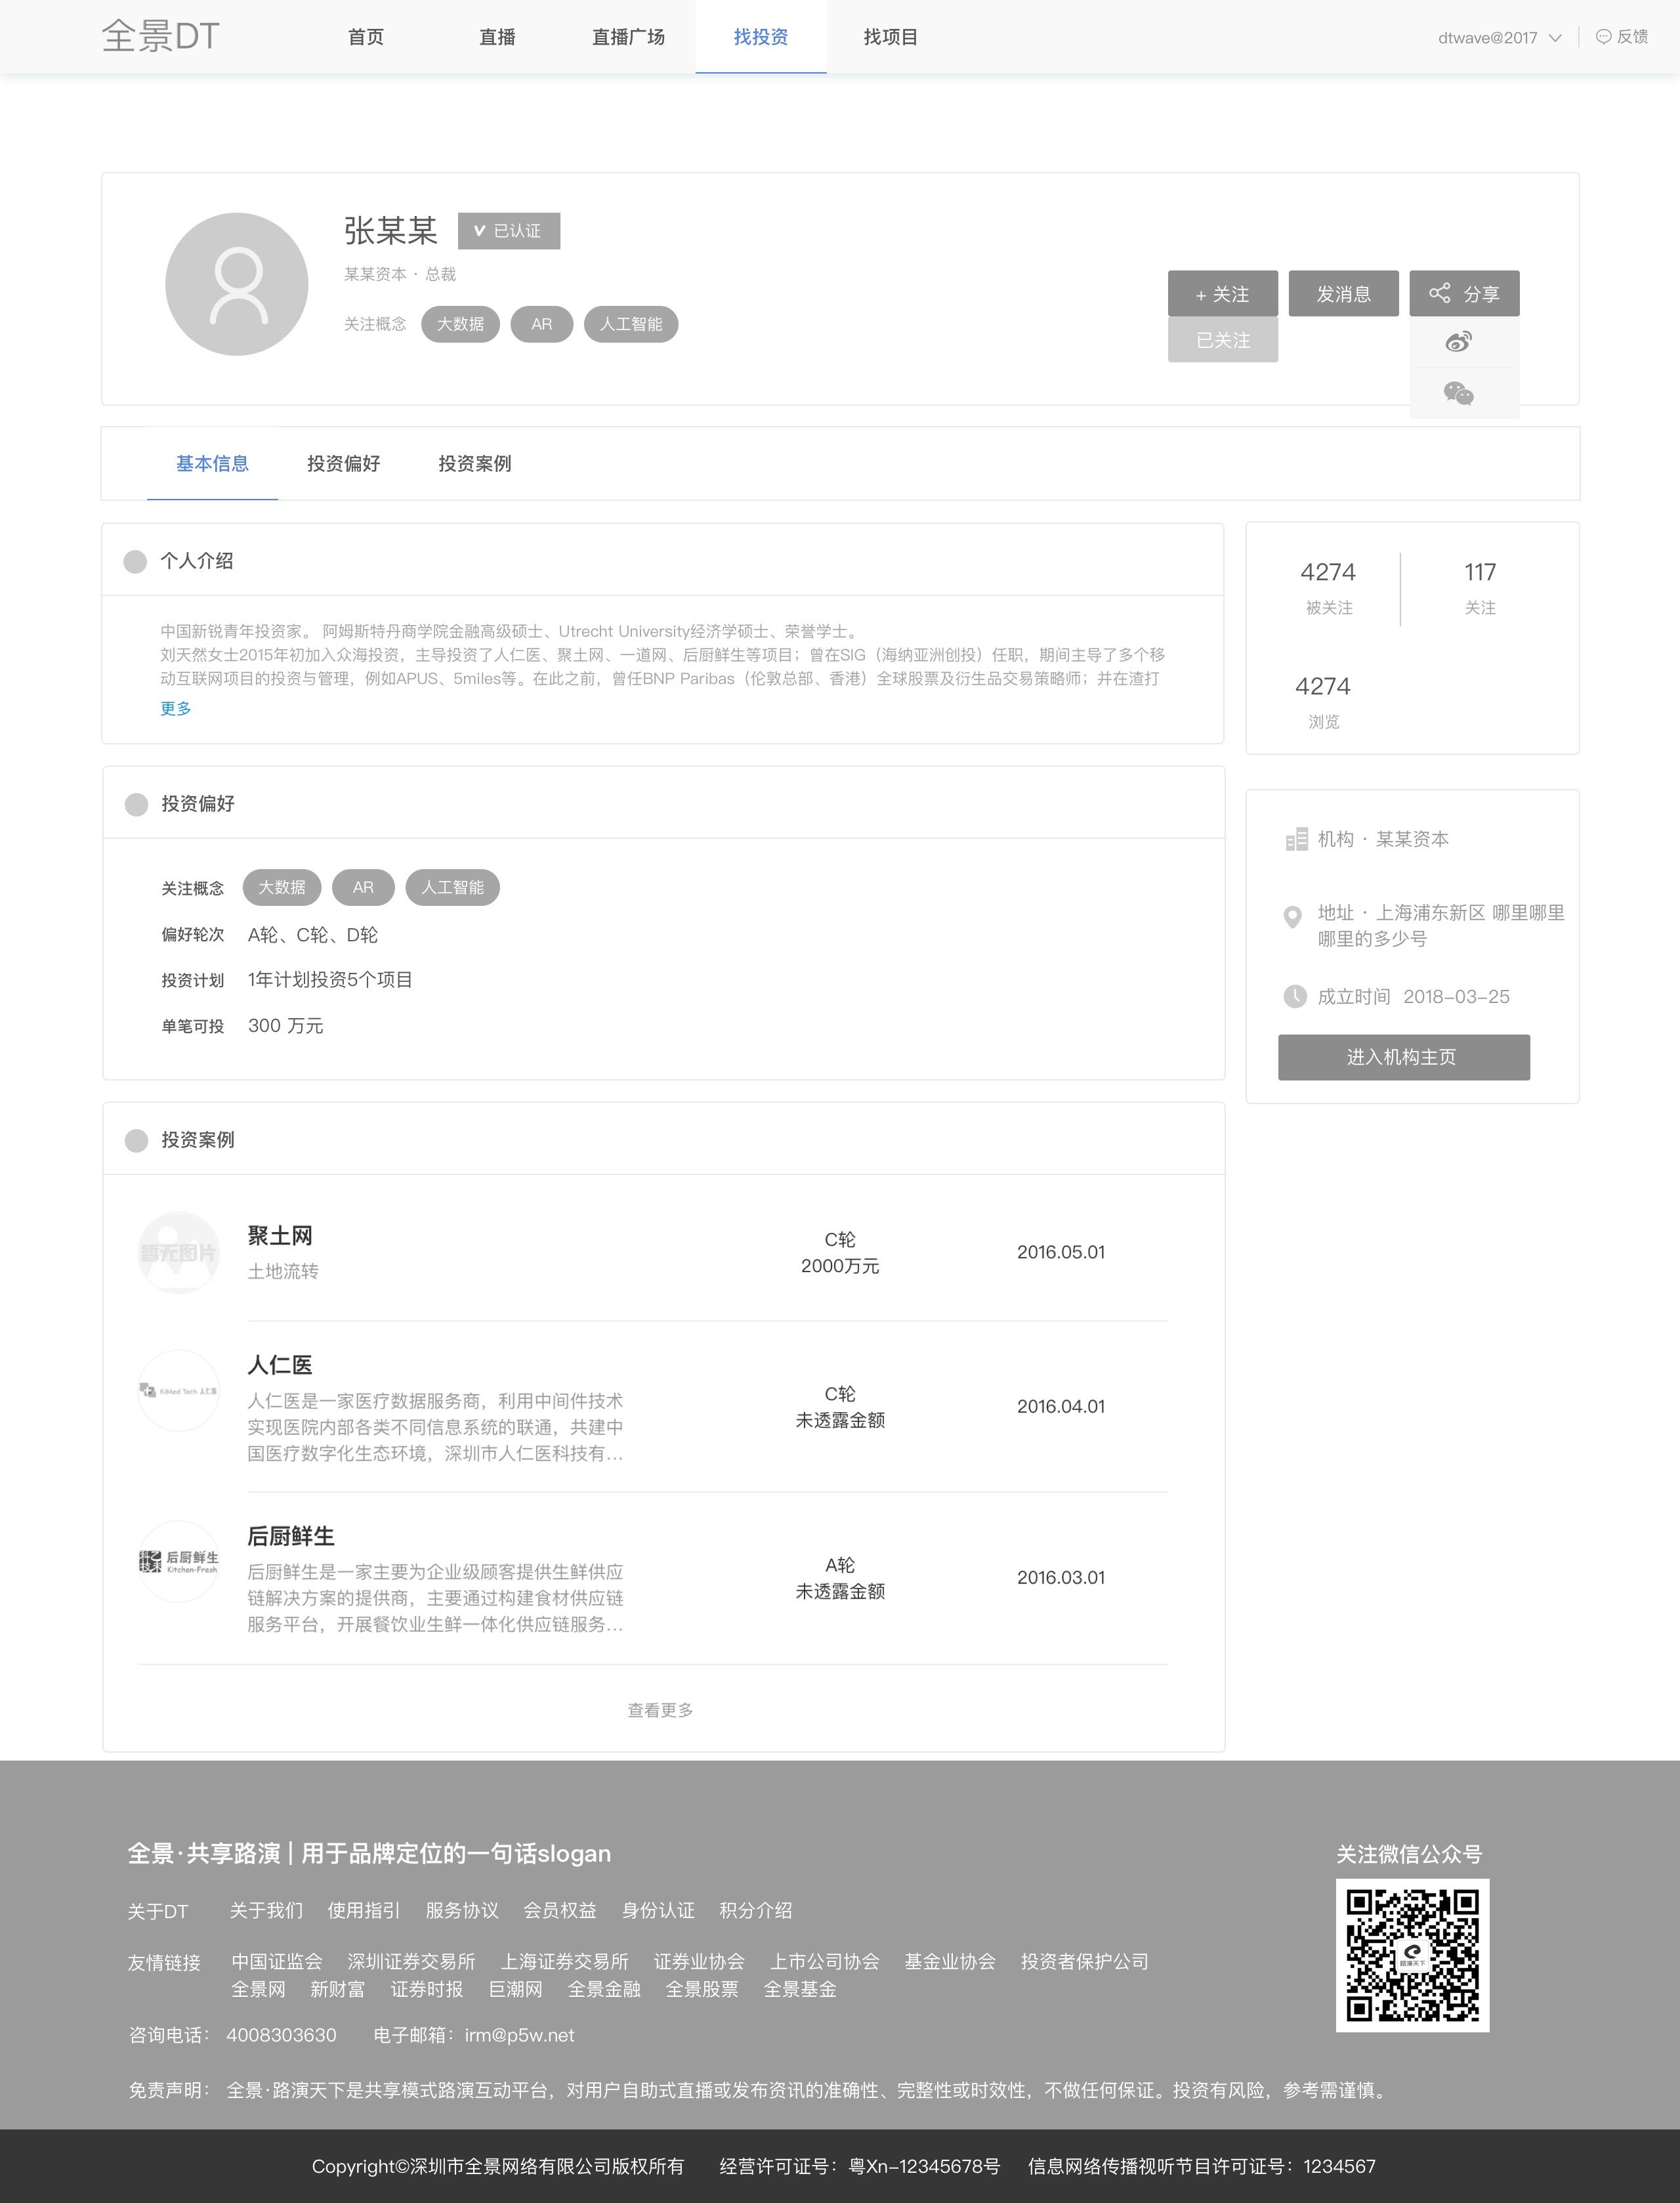 全景DT
首页
直播
直播广场
找投资
找项目
dtwave@2017
反馈
张某某
已认证
某某资本 · 总裁
关注概念
大数据
AR
人工智能
+ 关注
发消息
分享
已关注
基本信息
投资偏好
投资案例
个人介绍
中国新锐青年投资家。 阿姆斯特丹商学院金融高级硕士、Utrecht University经济学硕士、荣誉学士。
刘天然女士2015年初加入众海投资，主导投资了人仁医、聚土网、一道网、后厨鲜生等项目；曾在SIG（海纳亚洲创投）任职，期间主导了多个移
动互联网项目的投资与管理，例如APUS、5miles等。在此之前，曾任BNP Paribas（伦敦总部、香港）全球股票及衍生品交易策略师；并在渣打
更多
4274
被关注
117
关注
4274
浏览
投资偏好
关注概念
大数据
AR
人工智能
偏好轮次 A轮、C轮、D轮
投资计划 1年计划投资5个项目
单笔可投 300 万元
机构 · 某某资本
地址 · 上海浦东新区 哪里哪里
哪里的多少号
成立时间 2018-03-25
进入机构主页
投资案例
暂无图片
聚土网
土地流转
C轮
2000万元
2016.05.01
KiMed Tech 人仁医
人仁医
人仁医是一家医疗数据服务商，利用中间件技术
实现医院内部各类不同信息系统的联通，共建中
国医疗数字化生态环境，深圳市人仁医科技有...
C轮
未透露金额
2016.04.01
后厨鲜生
Kitchen-Fresh
后厨鲜生
后厨鲜生是一家主要为企业级顾客提供生鲜供应
链解决方案的提供商，主要通过构建食材供应链
服务平台，开展餐饮业生鲜一体化供应链服务...
A轮
未透露金额
2016.03.01
查看更多
全景·共享路演 | 用于品牌定位的一句话slogan
关注微信公众号
关于DT 关于我们 使用指引 服务协议 会员权益 身份认证 积分介绍
友情链接 中国证监会 深圳证券交易所 上海证券交易所 证券业协会 上市公司协会 基金业协会 投资者保护公司
全景网 新财富 证券时报 巨潮网 全景金融 全景股票 全景基金
路演天下
咨询电话： 4008303630 电子邮箱：irm@p5w.net
免责声明： 全景·路演天下是共享模式路演互动平台，对用户自助式直播或发布资讯的准确性、完整性或时效性，不做任何保证。投资有风险，参考需谨慎。
Copyright©深圳市全景网络有限公司版权所有 经营许可证号：粤Xn-12345678号 信息网络传播视听节目许可证号：1234567